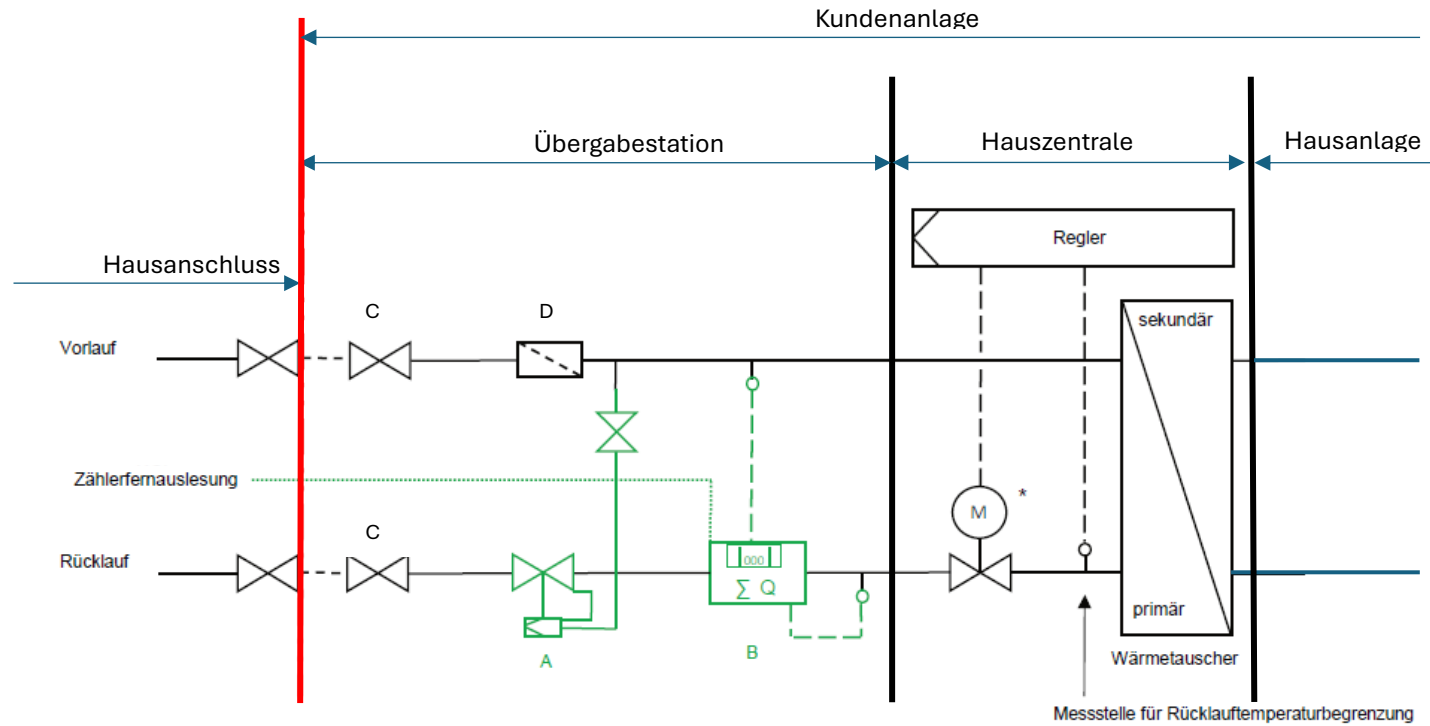 Kundenanlage
Übergabestation
Hauszentrale
Hausanlage
Regler
Hausanschluss
C
D
sekundär
Vorlauf
Zählerfernauslesung
M
*
C
Rücklauf
000
∑ Q
primär
A
B
Wärmetauscher
Messstelle für Rücklauftemperaturbegrenzung